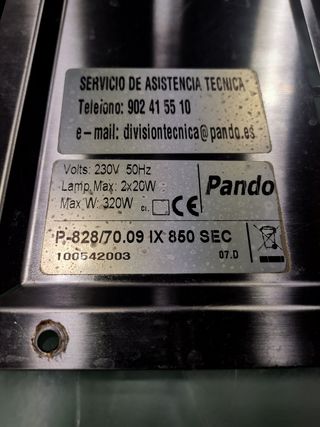 SERVICIO DE ASISTENCIA TECNICA
Telefono: 902 41 55 10
e-mail: divisiontecnica@pando.es
Volts: 230V 50Hz
Lamp.Max: 2x20W
Max W: 320W CL. CE
Pando
P-828/70.09 IX 850 SEC
100542003 07.D